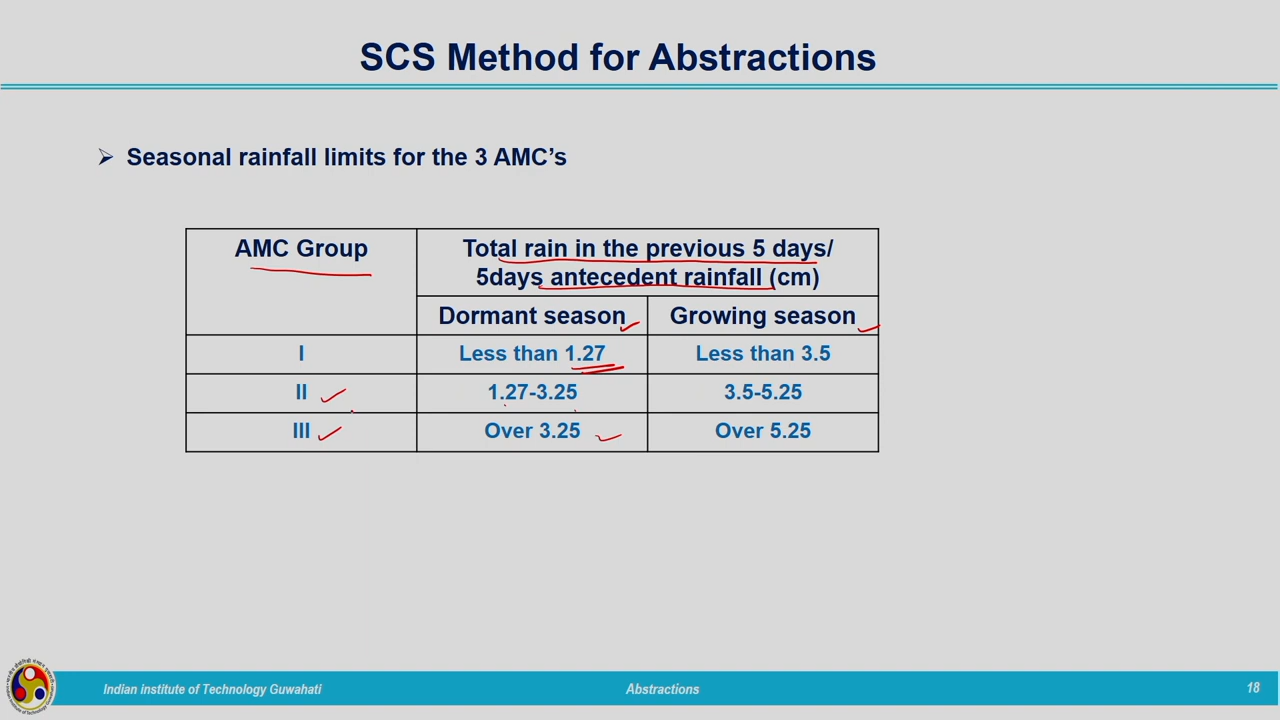 SCS Method for Abstractions
Seasonal rainfall limits for the 3 AMC's
AMC Group
Total rain in the previous 5 days/
5days antecedent rainfall (cm)
Dormant season
Growing season
I
Less than 1.27
Less than 3.5
II
1.27-3.25
3.5-5.25
III
Over 3.25
Over 5.25
Indian institute of Technology Guwahati
Abstractions
18